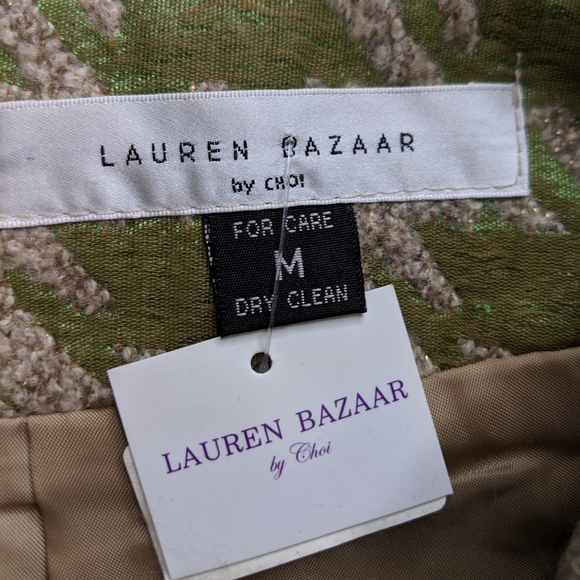 LAUREN BAZAAR
by CHOI
FOR CARE
M
DRY CLEAN
LAUREN BAZAAR
by Choi